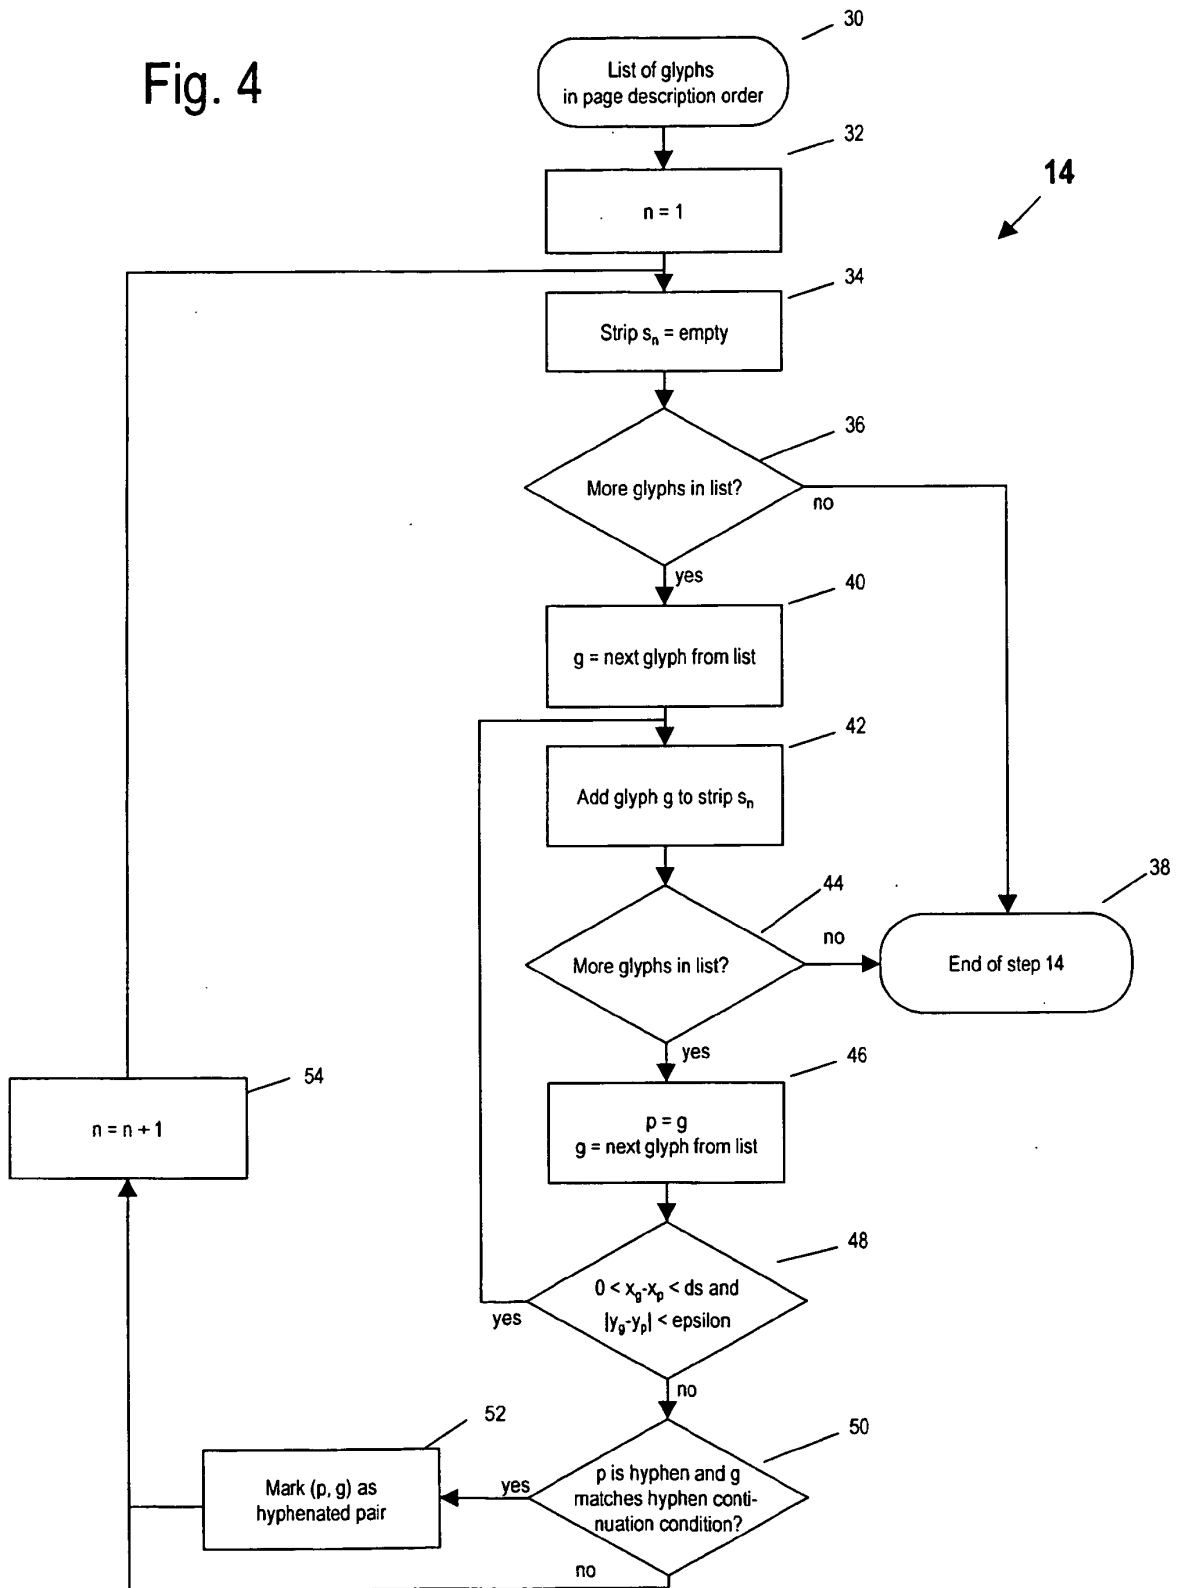 Fig. 4
30
List of glyphs
in page description order
32
n = 1
14
34
Strip sₙ = empty
36
More glyphs in list?
no
yes
40
g = next glyph from list
42
Add glyph g to strip sₙ
44
More glyphs in list?
no
38
End of step 14
yes
46
p = g
g = next glyph from list
54
n = n + 1
48
0 < x_g-x_p < ds and
|y_g-y_p| < epsilon
yes
no
50
p is hyphen and g
matches hyphen conti-
nuation condition?
yes
52
Mark (p, g) as
hyphenated pair
no